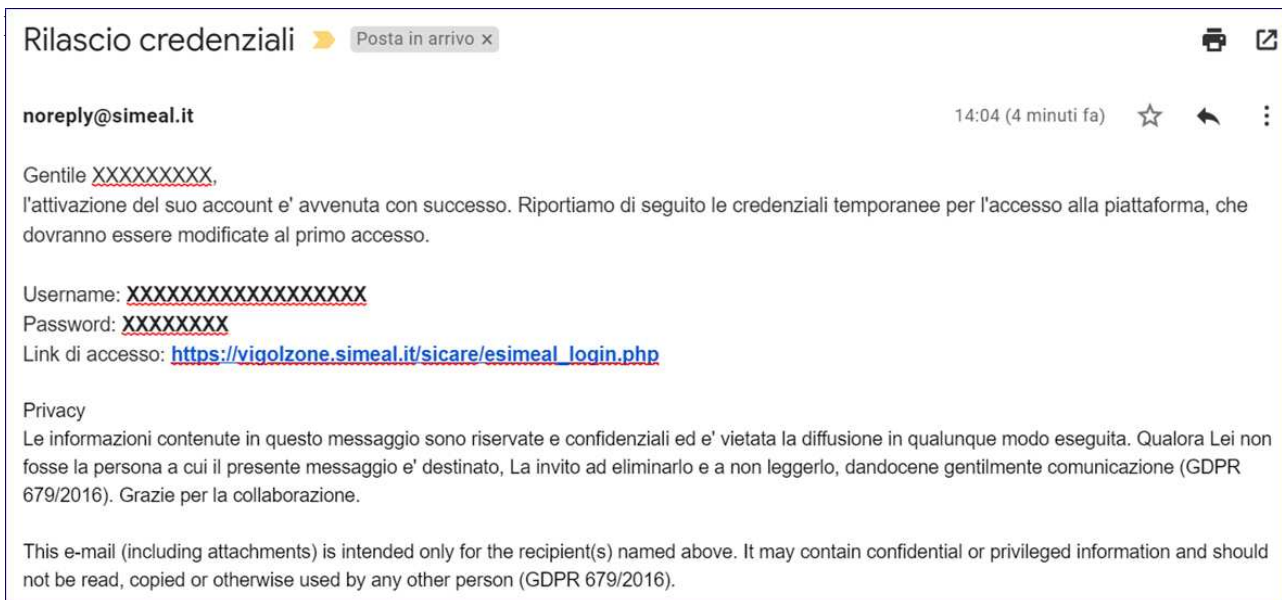 Rilascio credenziali Posta in arrivo x
noreply@simeal.it 14:04 (4 minuti fa)
Gentile XXXXXXXXX,
l'attivazione del suo account e' avvenuta con successo. Riportiamo di seguito le credenziali temporanee per l'accesso alla piattaforma, che
dovranno essere modificate al primo accesso.
Username: XXXXXXXXXXXXXXXXXX
Password: XXXXXXXX
Link di accesso: https://vigolzone.simeal.it/sicare/esimeal_login.php
Privacy
Le informazioni contenute in questo messaggio sono riservate e confidenziali ed e' vietata la diffusione in qualunque modo eseguita. Qualora Lei non
fosse la persona a cui il presente messaggio e' destinato, La invito ad eliminarlo e a non leggerlo, dandocene gentilmente comunicazione (GDPR
679/2016). Grazie per la collaborazione.
This e-mail (including attachments) is intended only for the recipient(s) named above. It may contain confidential or privileged information and should
not be read, copied or otherwise used by any other person (GDPR 679/2016).